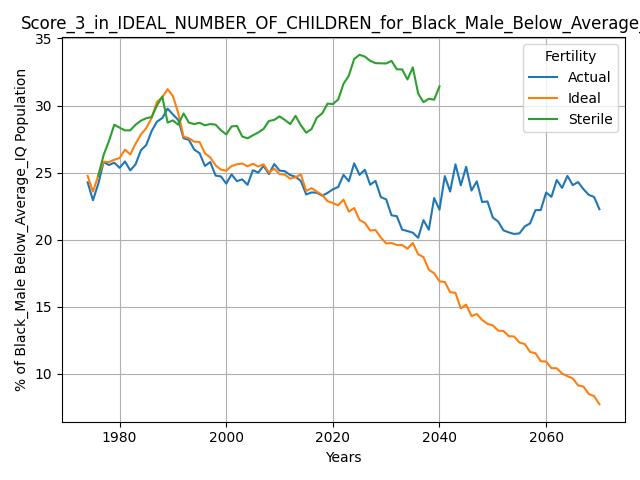 Score_3_in_IDEAL_NUMBER_OF_CHILDREN_for_Black_Male_Below_Average_
35
30
25
20
15
10
% of Black_Male Below_Average_IQ Population
Fertility
Actual
Ideal
Sterile
1980
2000
2020
2040
2060
Years